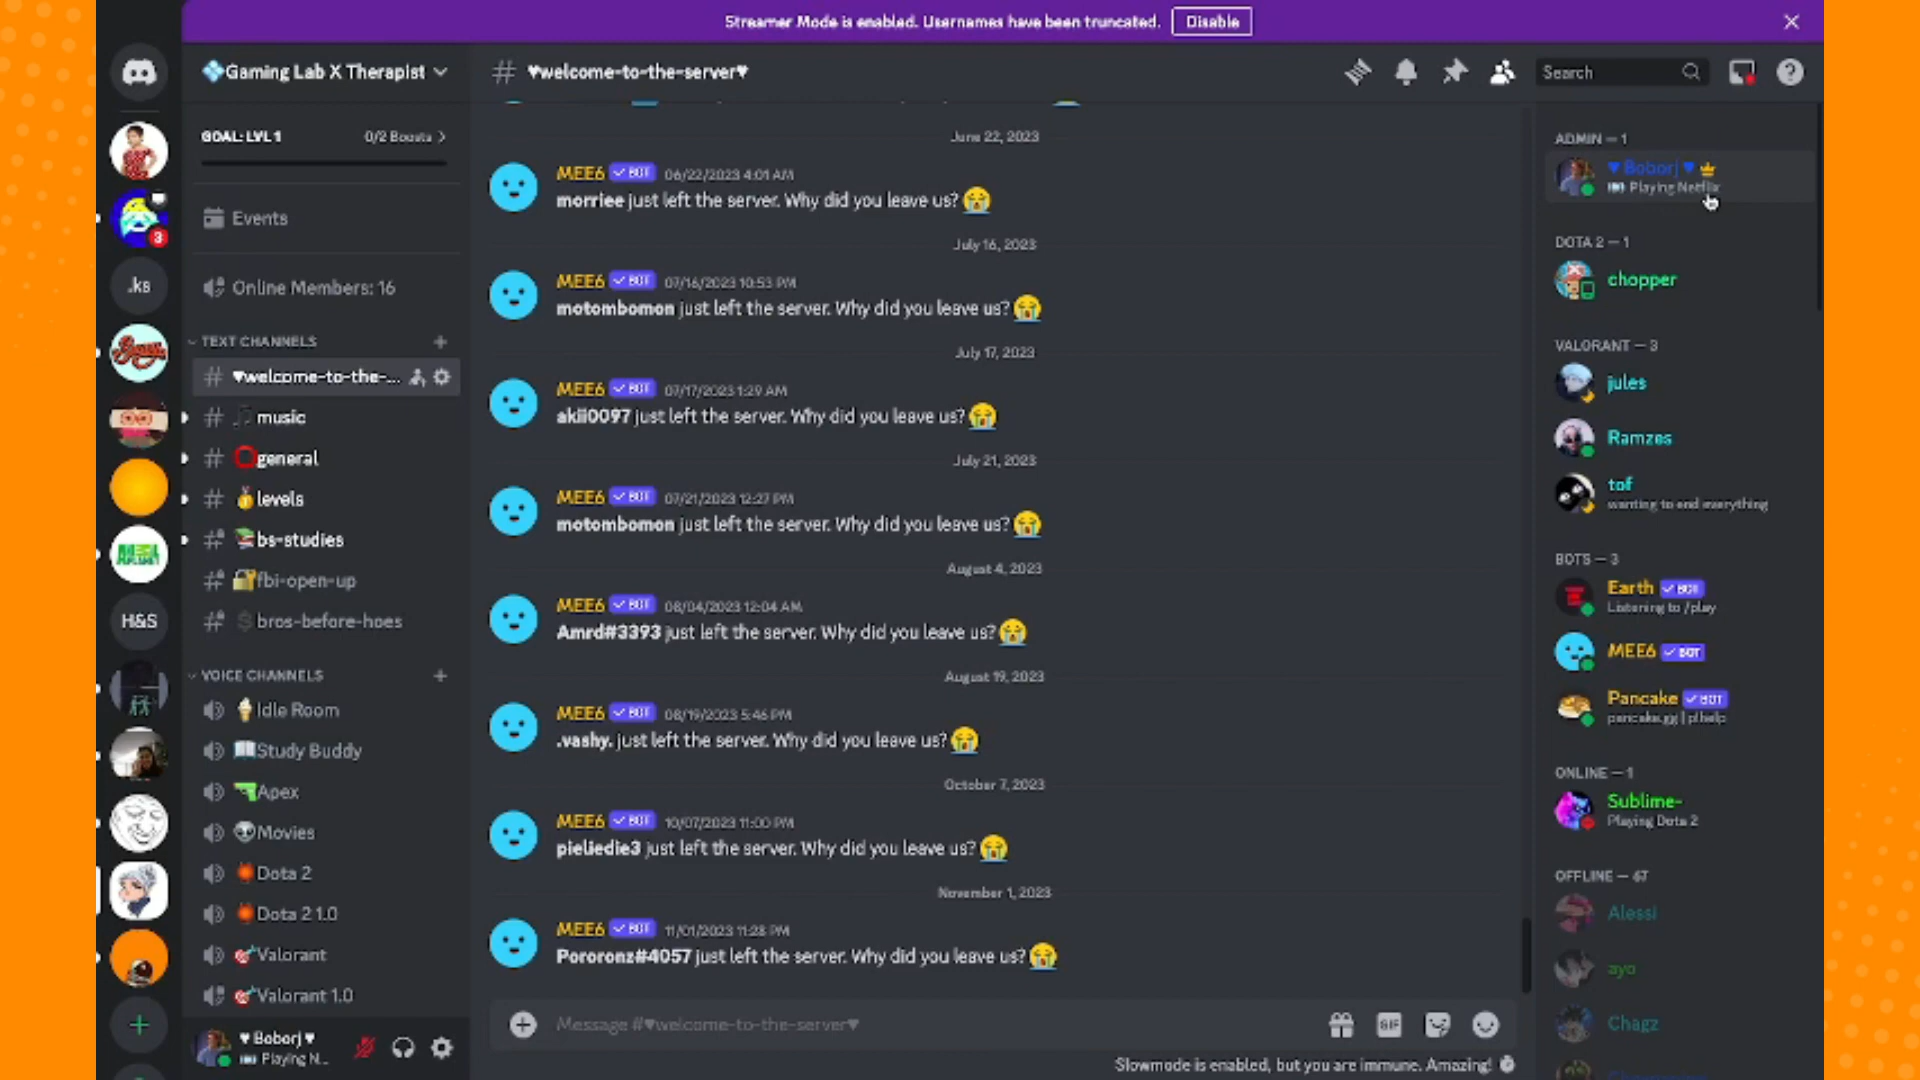 Streamer Mode is enabled. Usernames have been truncated.
Disable
Gaming Lab X Therapist
♥welcome-to-the-server♥
Search
GOAL: LVL 1
0/2 Boosts
Events
Online Members: 16
TEXT CHANNELS
♥welcome-to-the-...
music
general
levels
bs-studies
fbi-open-up
bros-before-hoes
VOICE CHANNELS
Idle Room
Study Buddy
Apex
Movies
Dota 2
Dota 2 1.0
Valorant
Valorant 1.0
♥ Boborj ♥
Playing N...
3
.ks
H&S
June 22, 2023
MEE6 ✓ BOT 06/22/2023 4:01 AM
morriee just left the server. Why did you leave us? 😭
July 16, 2023
MEE6 ✓ BOT 07/16/2023 10:53 PM
motombomon just left the server. Why did you leave us? 😭
July 17, 2023
MEE6 ✓ BOT 07/17/2023 1:29 AM
akii0097 just left the server. Why did you leave us? 😭
July 21, 2023
MEE6 ✓ BOT 07/21/2023 12:27 PM
motombomon just left the server. Why did you leave us? 😭
August 4, 2023
MEE6 ✓ BOT 08/04/2023 12:04 AM
Amrd#3393 just left the server. Why did you leave us? 😭
August 19, 2023
MEE6 ✓ BOT 08/19/2023 5:46 PM
.vashy. just left the server. Why did you leave us? 😭
October 7, 2023
MEE6 ✓ BOT 10/07/2023 11:00 PM
pieliedie3 just left the server. Why did you leave us? 😭
November 1, 2023
MEE6 ✓ BOT 11/01/2023 11:28 PM
Pororonz#4057 just left the server. Why did you leave us? 😭
Message #♥welcome-to-the-server♥
GIF
Slowmode is enabled, but you are immune. Amazing!
ADMIN — 1
♥ Boborj ♥
Playing Netflix
DOTA 2 — 1
chopper
VALORANT — 3
jules
Ramzes
tof
wanting to end everything
BOTS — 3
Earth ✓ BOT
Listening to /play
MEE6 ✓ BOT
Pancake ✓ BOT
pancake.gg | p!help
ONLINE — 1
Sublime-
Playing Dota 2
OFFLINE — 67
Alessi
ayo
Chagz